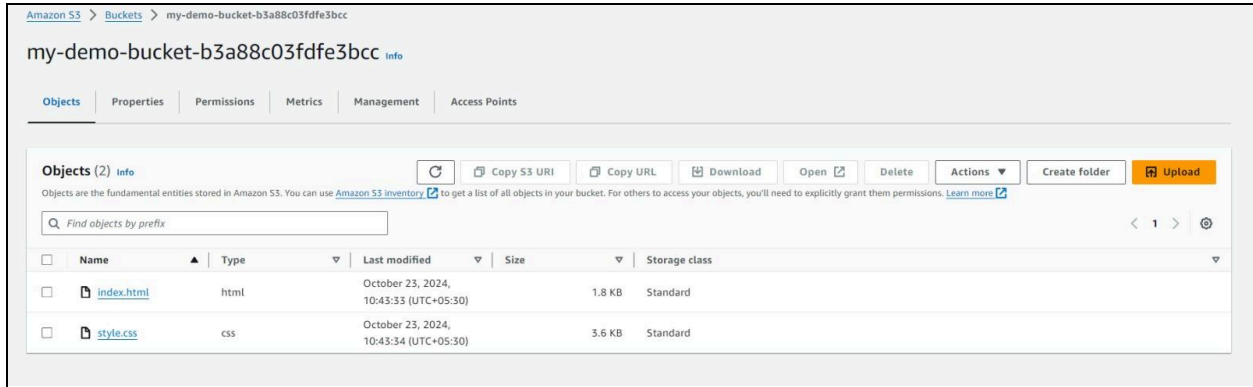 Amazon S3 > Buckets > my-demo-bucket-b3a88c03fdfe3bcc
my-demo-bucket-b3a88c03fdfe3bcc Info
Objects Properties Permissions Metrics Management Access Points
Objects (2) Info Copy S3 URI Copy URL Download Open Delete Actions Create folder Upload
Objects are the fundamental entities stored in Amazon S3. You can use Amazon S3 inventory to get a list of all objects in your bucket. For others to access your objects, you'll need to explicitly grant them permissions. Learn more
Find objects by prefix < 1 >
Name Type Last modified Size Storage class
index.html html October 23, 2024, 10:43:33 (UTC+05:30) 1.8 KB Standard
style.css css October 23, 2024, 10:43:34 (UTC+05:30) 3.6 KB Standard